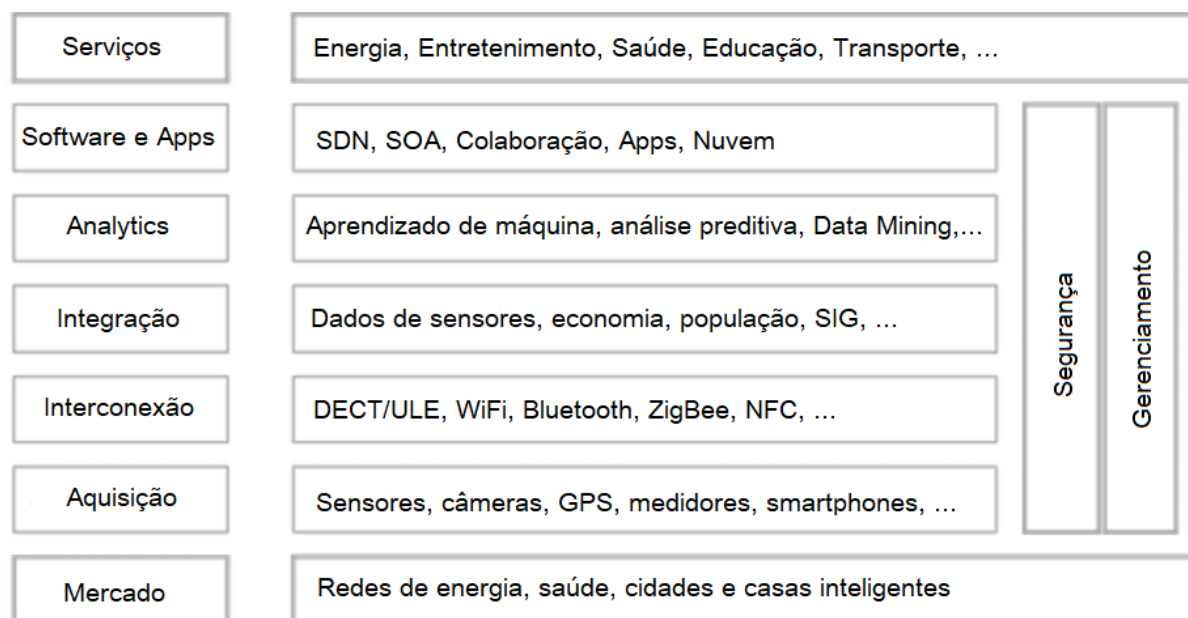 Serviços
Energia, Entretenimento, Saúde, Educação, Transporte, ...
Software e Apps
SDN, SOA, Colaboração, Apps, Nuvem
Analytics
Aprendizado de máquina, análise preditiva, Data Mining,...
Integração
Dados de sensores, economia, população, SIG, ...
Interconexão
DECT/ULE, WiFi, Bluetooth, ZigBee, NFC, ...
Aquisição
Sensores, câmeras, GPS, medidores, smartphones, ...
Mercado
Redes de energia, saúde, cidades e casas inteligentes
Segurança
Gerenciamento